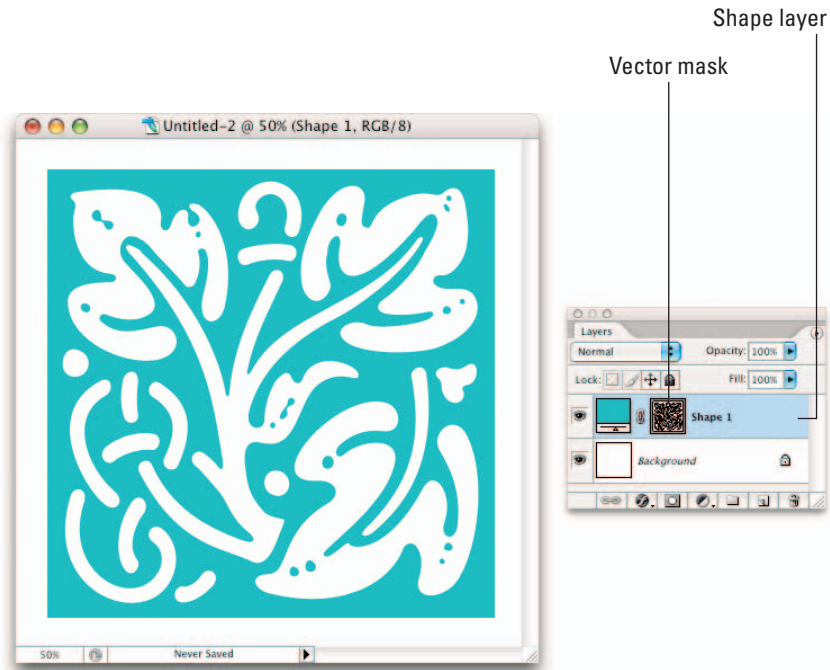 Shape layer
Vector mask
Untitled-2 @ 50% (Shape 1, RGB/8)
Layers
Normal
Opacity: 100%
Lock:
Fill: 100%
Shape 1
Background
50%
Never Saved